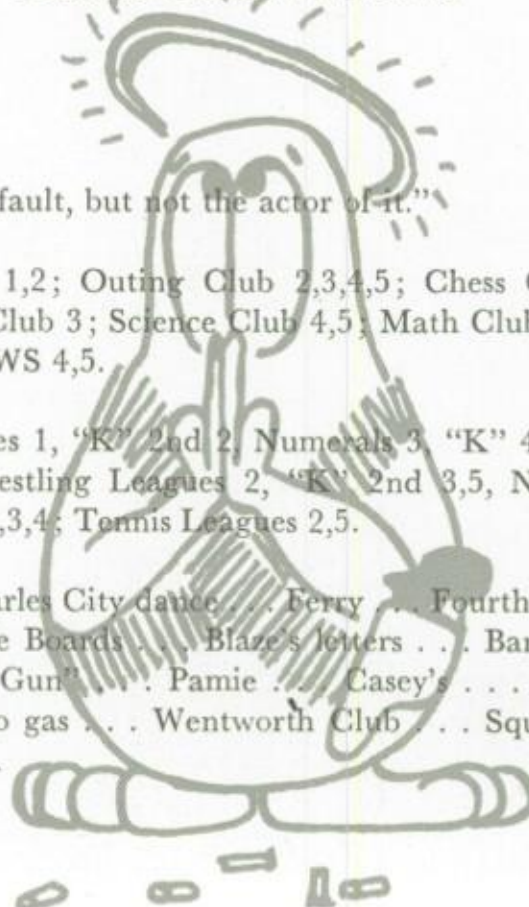 fault, but not the actor of it."
1,2; Outing Club 2,3,4,5; Chess
Club 3; Science Club 4,5; Math Club
WS 4,5.
es 1, "K" 2nd 2, Numerals 3, "K" 4
estling Leagues 2, "K" 2nd 3,5, N
,3,4; Tennis Leagues 2,5.
arles City dance . . . Ferry . . . Fourth
e Boards . . . Blaze's letters . . . Bar
Gun" . . . Pamie . . . Casey's . . .
o gas . . . Wentworth Club . . . Squ